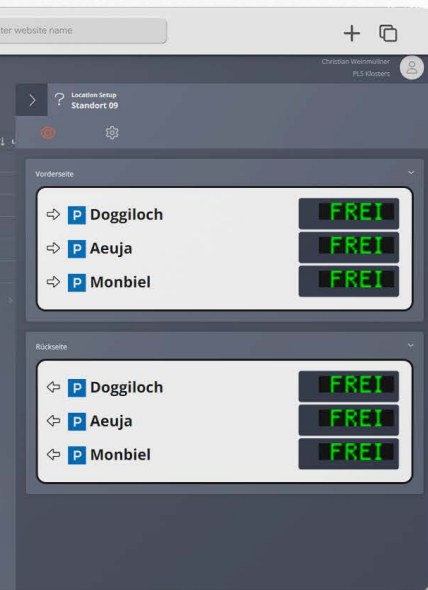 ter website name
Christian Weinmüllner
PLS Klosters
Location Setup
Standort 09
Vorderseite
P Doggiloch FREI
P Aeuja FREI
P Monbiel FREI
Rückseite
P Doggiloch FREI
P Aeuja FREI
P Monbiel FREI